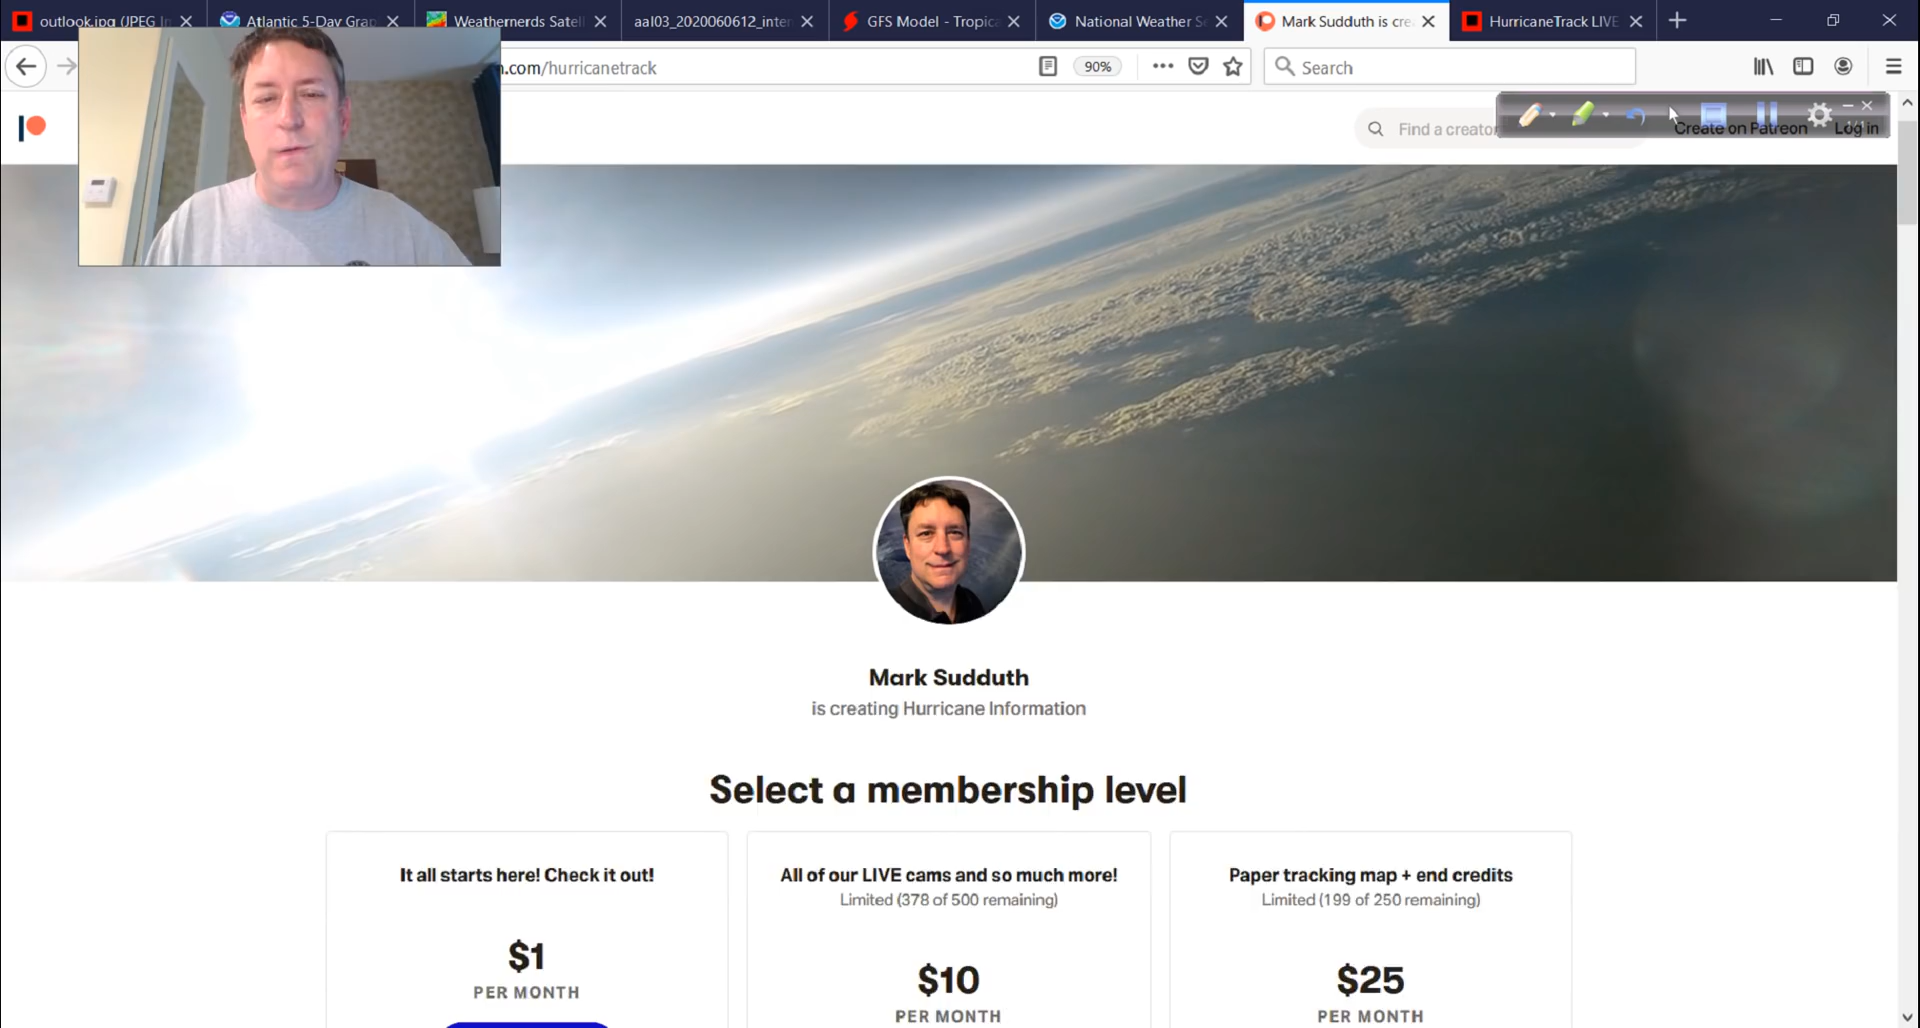 outlook.jpg (JPEG I
Atlantic 5-Day Grap
Weathernerds Satell
aal03_2020060612_inten
GFS Model - Tropica
National Weather Se
Mark Sudduth is cre
HurricaneTrack LIVE
.com/hurricanetrack
90%
Search
Find a creator
Create on Patreon
Log in
Mark Sudduth
is creating Hurricane Information
Select a membership level
It all starts here! Check it out!
$1
PER MONTH
All of our LIVE cams and so much more!
Limited (378 of 500 remaining)
$10
PER MONTH
Paper tracking map + end credits
Limited (199 of 250 remaining)
$25
PER MONTH